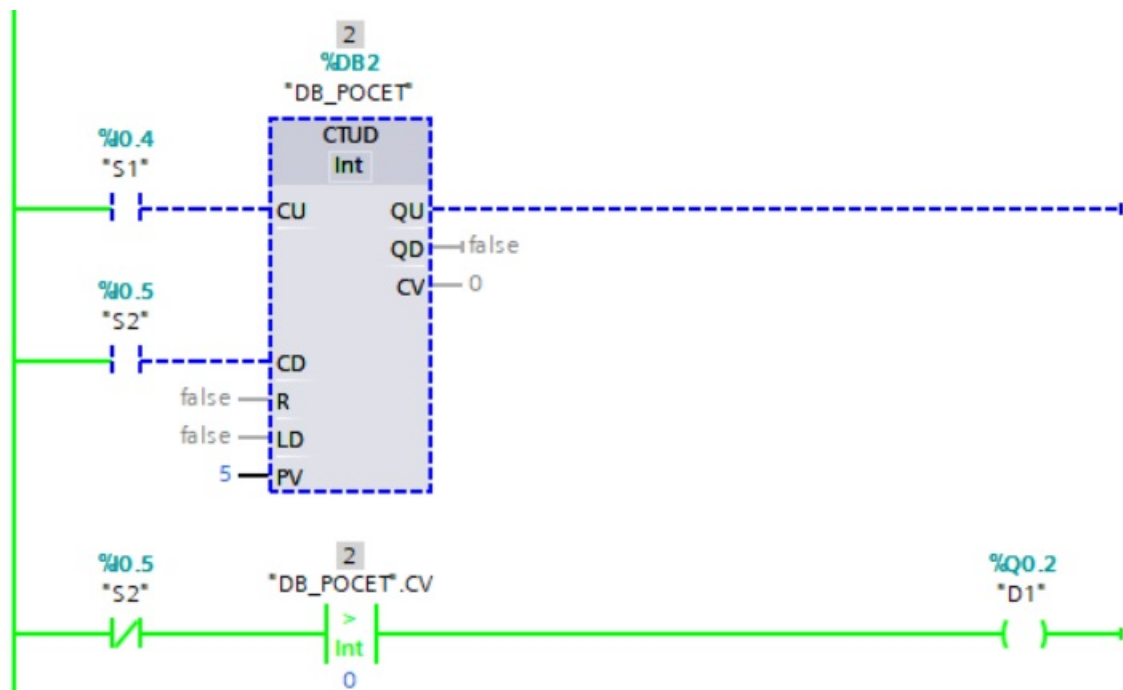 2
%DB2
"DB_POCET"
%I0.4
"S1"
CTUD
Int
CU QU
QD false
CV 0
%I0.5
"S2"
CD
false R
false LD
5 PV
%I0.5
"S2"
2
"DB_POCET".CV
>
Int
0
%Q0.2
"D1"